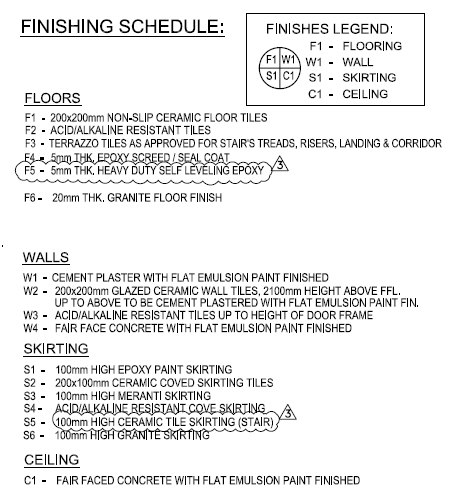 FINISHING SCHEDULE:
FINISHES LEGEND:
F1 W1
S1 C1
F1 - FLOORING
W1 - WALL
S1 - SKIRTING
C1 - CEILING
FLOORS
F1 - 200x200mm NON-SLIP CERAMIC FLOOR TILES
F2 - ACID/ALKALINE RESISTANT TILES
F3 - TERRAZZO TILES AS APPROVED FOR STAIR'S TREADS, RISERS, LANDING & CORRIDOR
F4 - 5mm THK. EPOXY SCREED / SEAL COAT
F5 - 5mm THK. HEAVY DUTY SELF LEVELING EPOXY 3
F6 - 20mm THK. GRANITE FLOOR FINISH
WALLS
W1 - CEMENT PLASTER WITH FLAT EMULSION PAINT FINISHED
W2 - 200x200mm GLAZED CERAMIC WALL TILES, 2100mm HEIGHT ABOVE FFL.
UP TO ABOVE TO BE CEMENT PLASTERED WITH FLAT EMULSION PAINT FIN.
W3 - ACID/ALKALINE RESISTANT TILES UP TO HEIGHT OF DOOR FRAME
W4 - FAIR FACE CONCRETE WITH FLAT EMULSION PAINT FINISHED
SKIRTING
S1 - 100mm HIGH EPOXY PAINT SKIRTING
S2 - 200x100mm CERAMIC COVED SKIRTING TILES
S3 - 100mm HIGH MERANTI SKIRTING
S4 - ACID/ALKALINE RESISTANT COVE SKIRTING
S5 - 100mm HIGH CERAMIC TILE SKIRTING (STAIR) 3
S6 - 100mm HIGH GRANITE SKIRTING
CEILING
C1 - FAIR FACED CONCRETE WITH FLAT EMULSION PAINT FINISHED